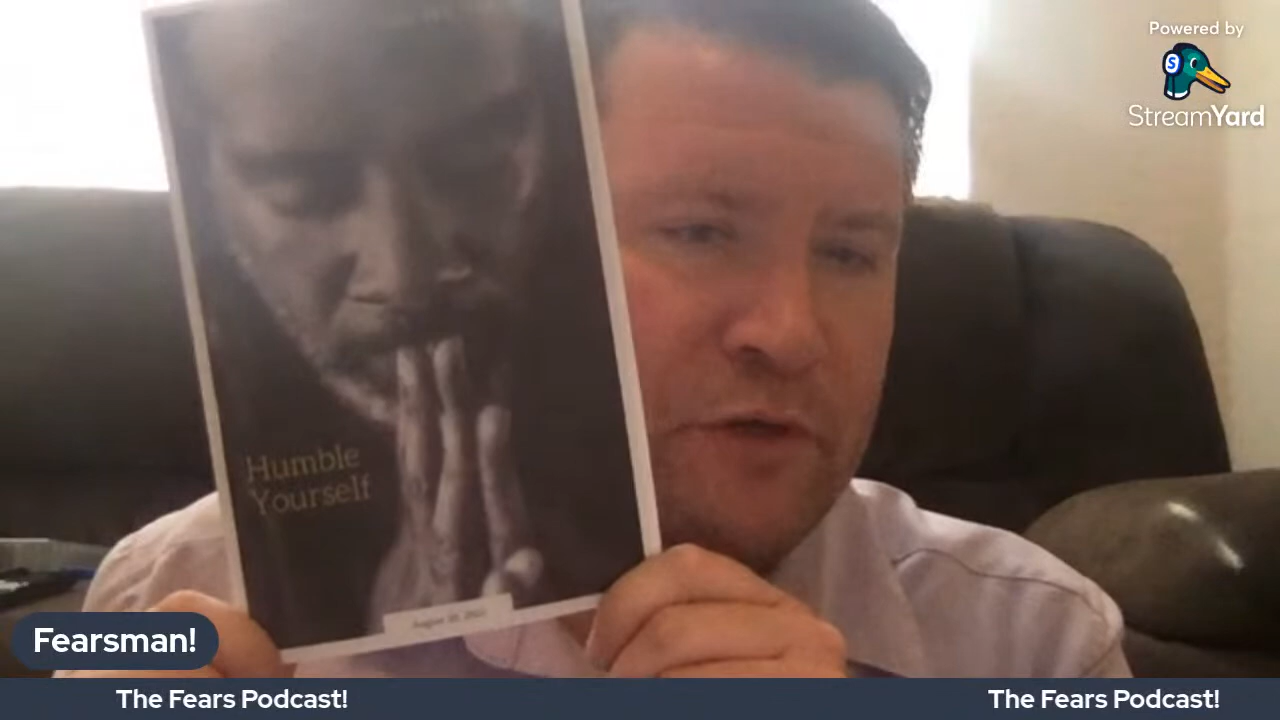 Powered by
S
StreamYard
Humble
Yourself
Fearsman!
The Fears Podcast!
The Fears Podcast!